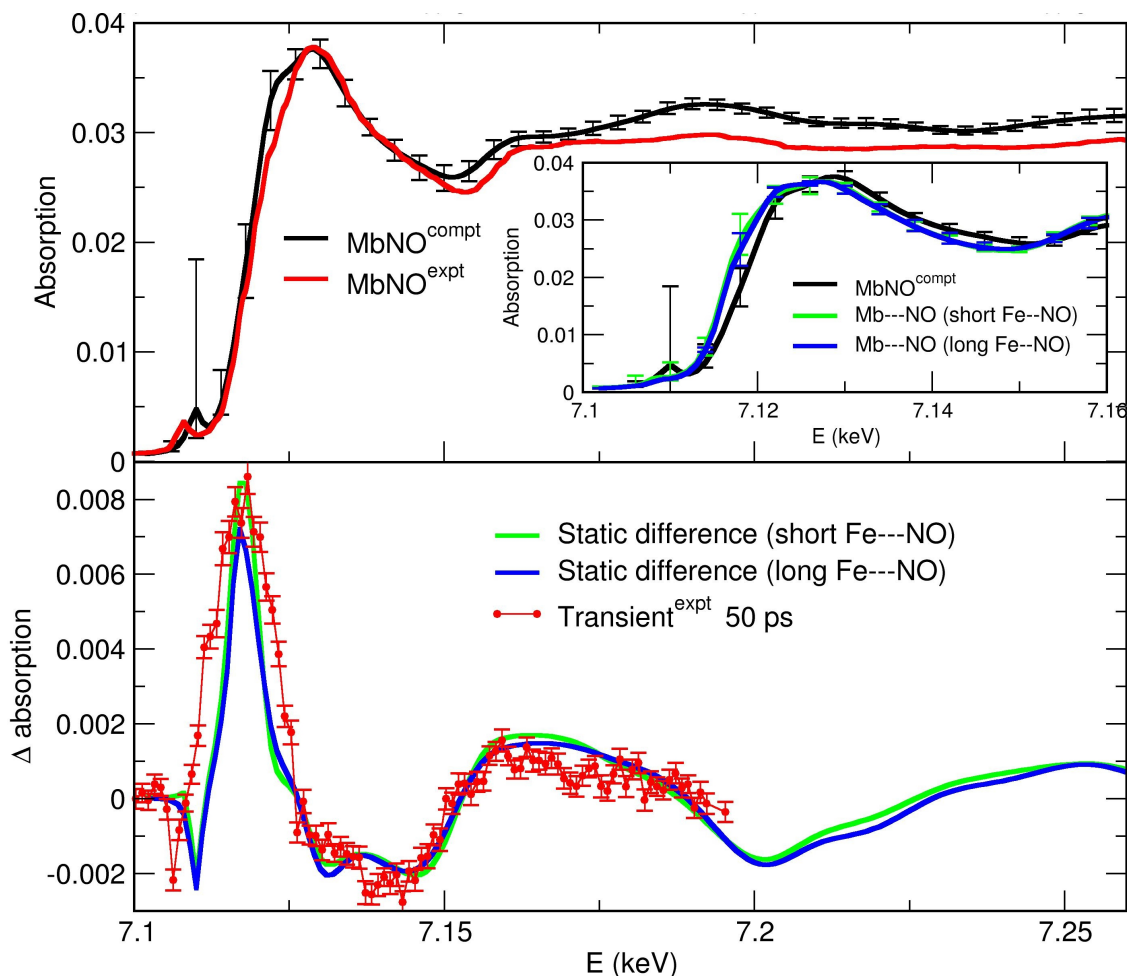 0.04
0.03
0.02
0.01
0
Absorption
MbNO^compt
MbNO^expt
0.04
0.03
0.02
0.01
0
Absorption
MbNO^compt
Mb---NO (short Fe--NO)
Mb---NO (long Fe--NO)
7.1 7.12 7.14 7.16
E (keV)
0.008
0.006
0.004
0.002
0
-0.002
Δ absorption
Static difference (short Fe---NO)
Static difference (long Fe---NO)
Transient^expt 50 ps
7.1 7.15 7.2 7.25
E (keV)